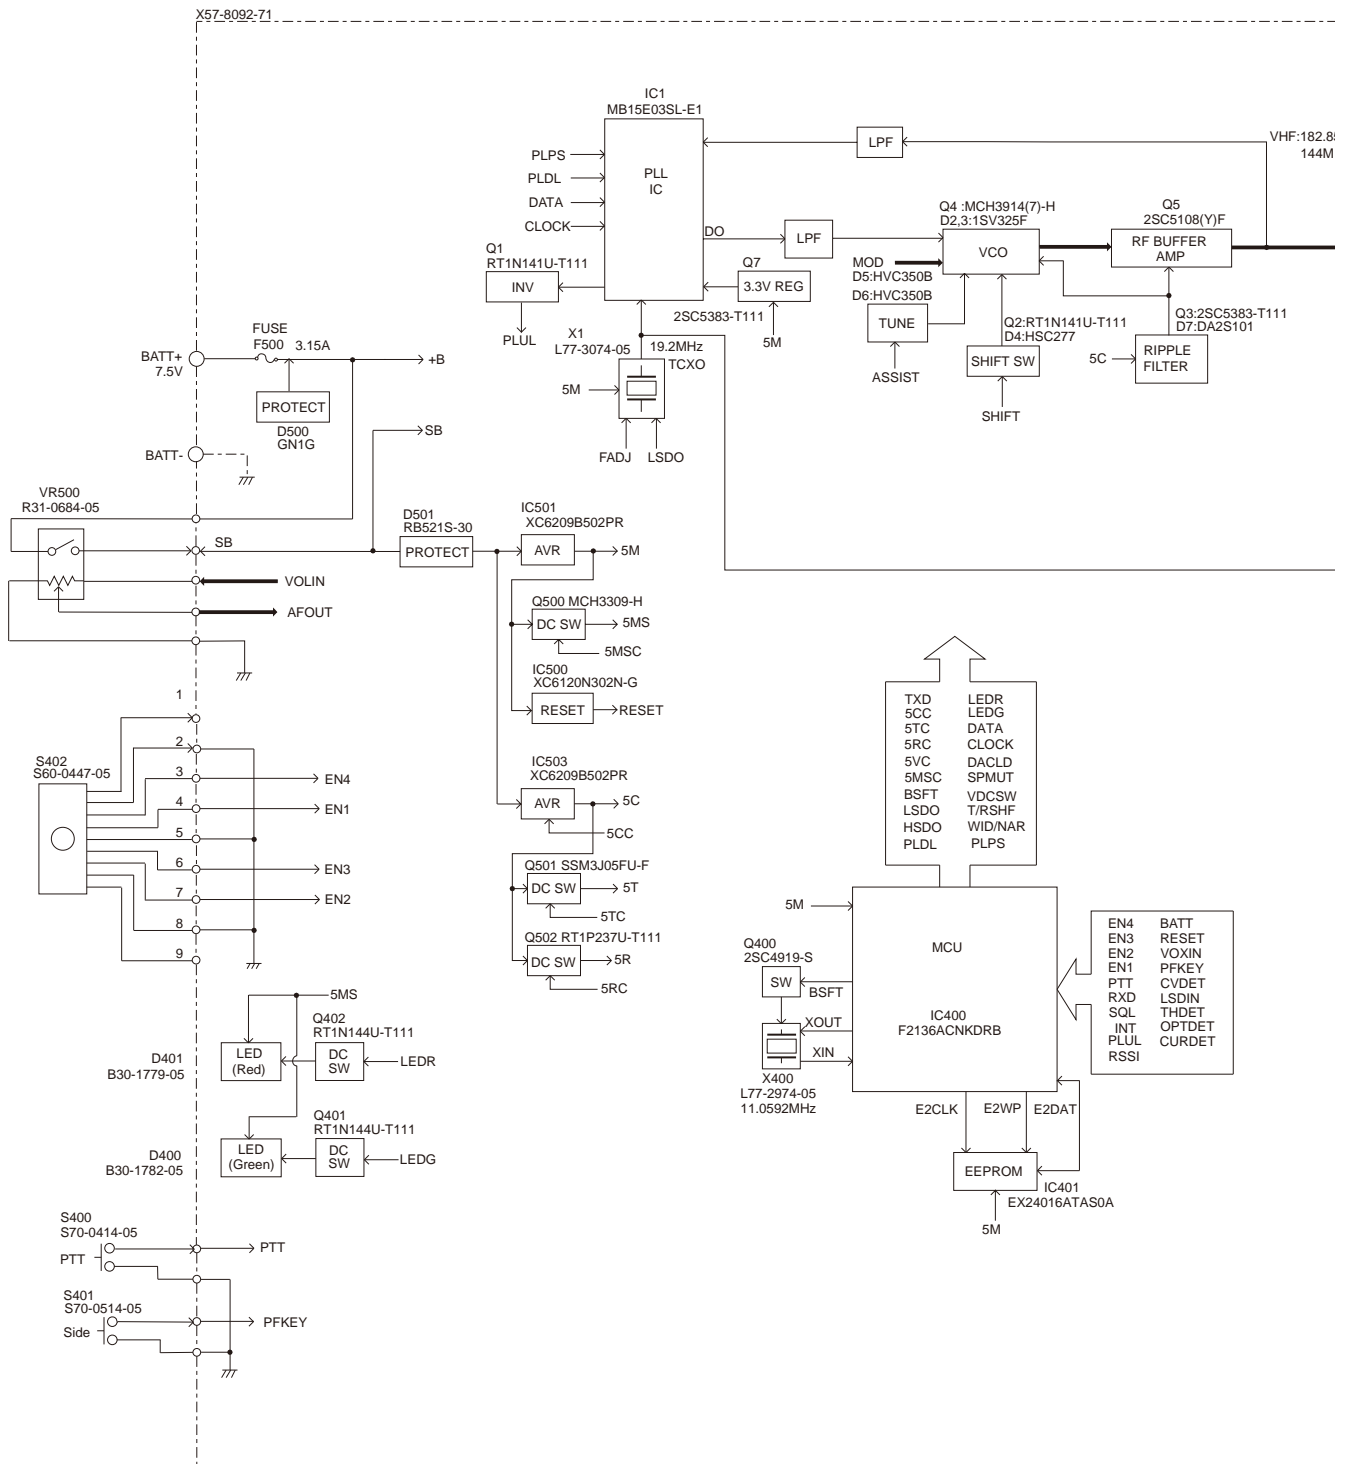 X57-8092-71
IC1
MB15E03SL-E1
PLL
IC
PLPS
PLDL
DATA
CLOCK
Q1
RT1N141U-T111
INV
PLUL
DO
LPF
LPF
VHF:182.8
144M
Q4 :MCH3914(7)-H
D2,3:1SV325F
VCO
Q5
2SC5108(Y)F
RF BUFFER
AMP
MOD
D5:HVC350B
D6:HVC350B
TUNE
ASSIST
Q7
3.3V REG
2SC5383-T111
5M
X1
L77-3074-05
19.2MHz
TCXO
5M
FADJ
LSDO
Q2:RT1N141U-T111
D4:HSC277
SHIFT SW
SHIFT
Q3:2SC5383-T111
D7:DA2S101
5C
RIPPLE
FILTER
BATT+
7.5V
FUSE
F500
3.15A
+B
PROTECT
D500
GN1G
SB
BATT-
VR500
R31-0684-05
SB
D501
RB521S-30
PROTECT
IC501
XC6209B502PR
AVR
5M
VOLIN
AFOUT
Q500 MCH3309-H
DC SW
5MS
5MSC
IC500
XC6120N302N-G
RESET
RESET
IC503
XC6209B502PR
AVR
5C
5CC
Q501 SSM3J05FU-F
DC SW
5T
5TC
Q502 RT1P237U-T111
DC SW
5R
5RC
S402
S60-0447-05
1
2
3
EN4
4
EN1
5
6
EN3
7
EN2
8
9
5MS
Q402
RT1N144U-T111
D401
B30-1779-05
LED
(Red)
DC
SW
LEDR
Q401
RT1N144U-T111
D400
B30-1782-05
LED
(Green)
DC
SW
LEDG
S400
S70-0414-05
PTT
PTT
S401
S70-0514-05
Side
PFKEY
TXD LEDR
5CC LEDG
5TC DATA
5RC CLOCK
5VC DACLD
5MSC SPMUT
BSFT VDCSW
LSDO T/RSHF
HSDO WID/NAR
PLDL PLPS
5M
MCU
IC400
F2136ACNKDRB
Q400
2SC4919-S
SW
BSFT
XOUT
XIN
X400
L77-2974-05
11.0592MHz
EN4 BATT
EN3 RESET
EN2 VOXIN
EN1 PFKEY
PTT CVDET
RXD LSDIN
SQL THDET
INT OPTDET
PLUL CURDET
RSSI
E2CLK
E2WP
E2DAT
EEPROM
IC401
EX24016ATAS0A
5M